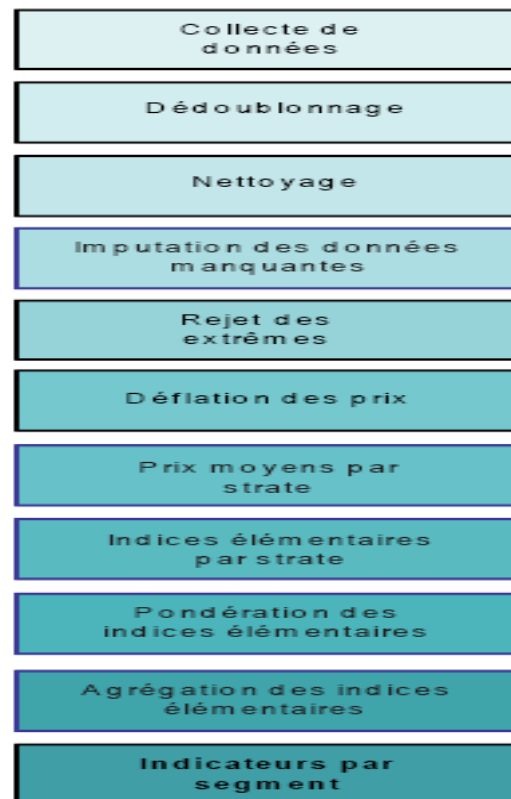 Collecte de
données
Dédoublonnage
Nettoyage
Imputation des données
manquantes
Rejet des
extrêmes
Déflation des prix
Prix moyens par
strate
Indices élémentaires
par strate
Pondération des
indices élémentaires
Agrégation des indices
élémentaires
Indicateurs par
segment